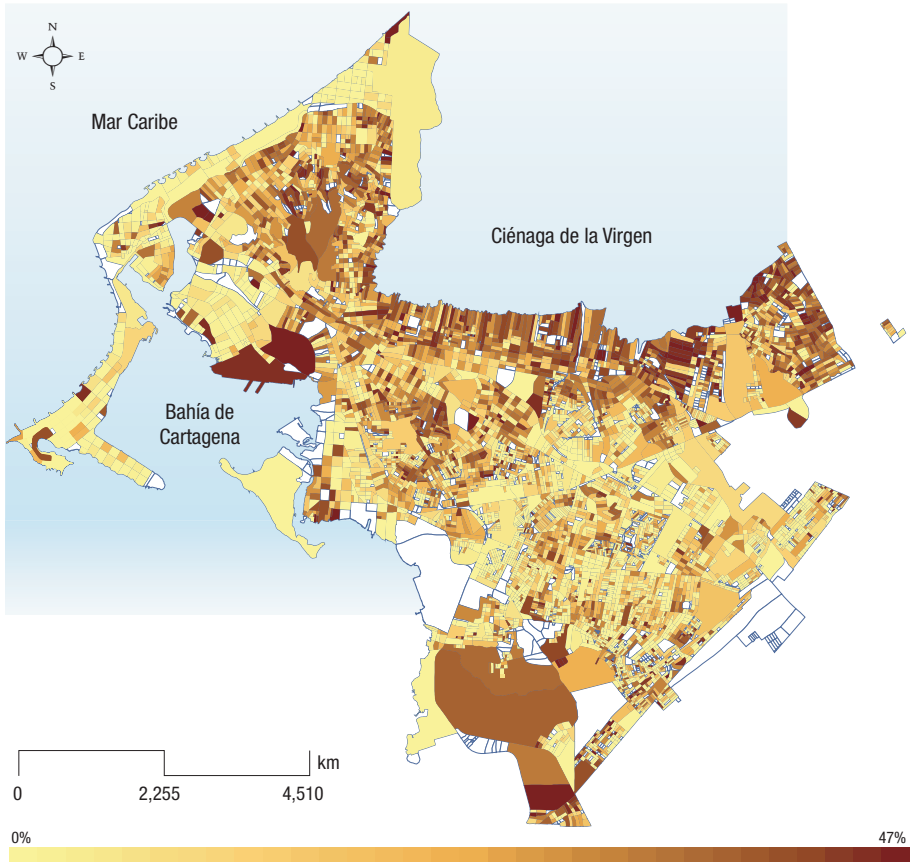 N
W E
S
Mar Caribe
Ciénaga de la Virgen
Bahía de
Cartagena
km
0 2,255 4,510
0% 47%